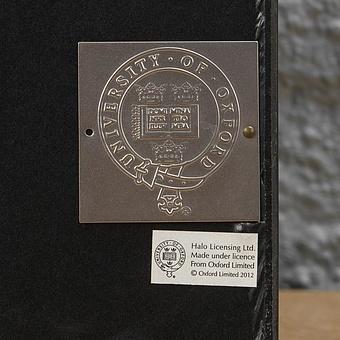 UNIVERSITY · OF · OXFORD
Halo Licensing Ltd.
Made under licence
From Oxford Limited
© Oxford Limited 2012